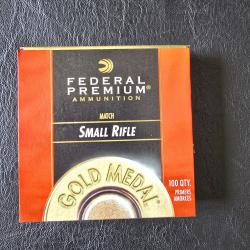 FEDERAL
PREMIUM®
AMMUNITION
MATCH
SMALL RIFLE
GOLD MEDAL
100 QTY.
PRIMERS
AMORCES